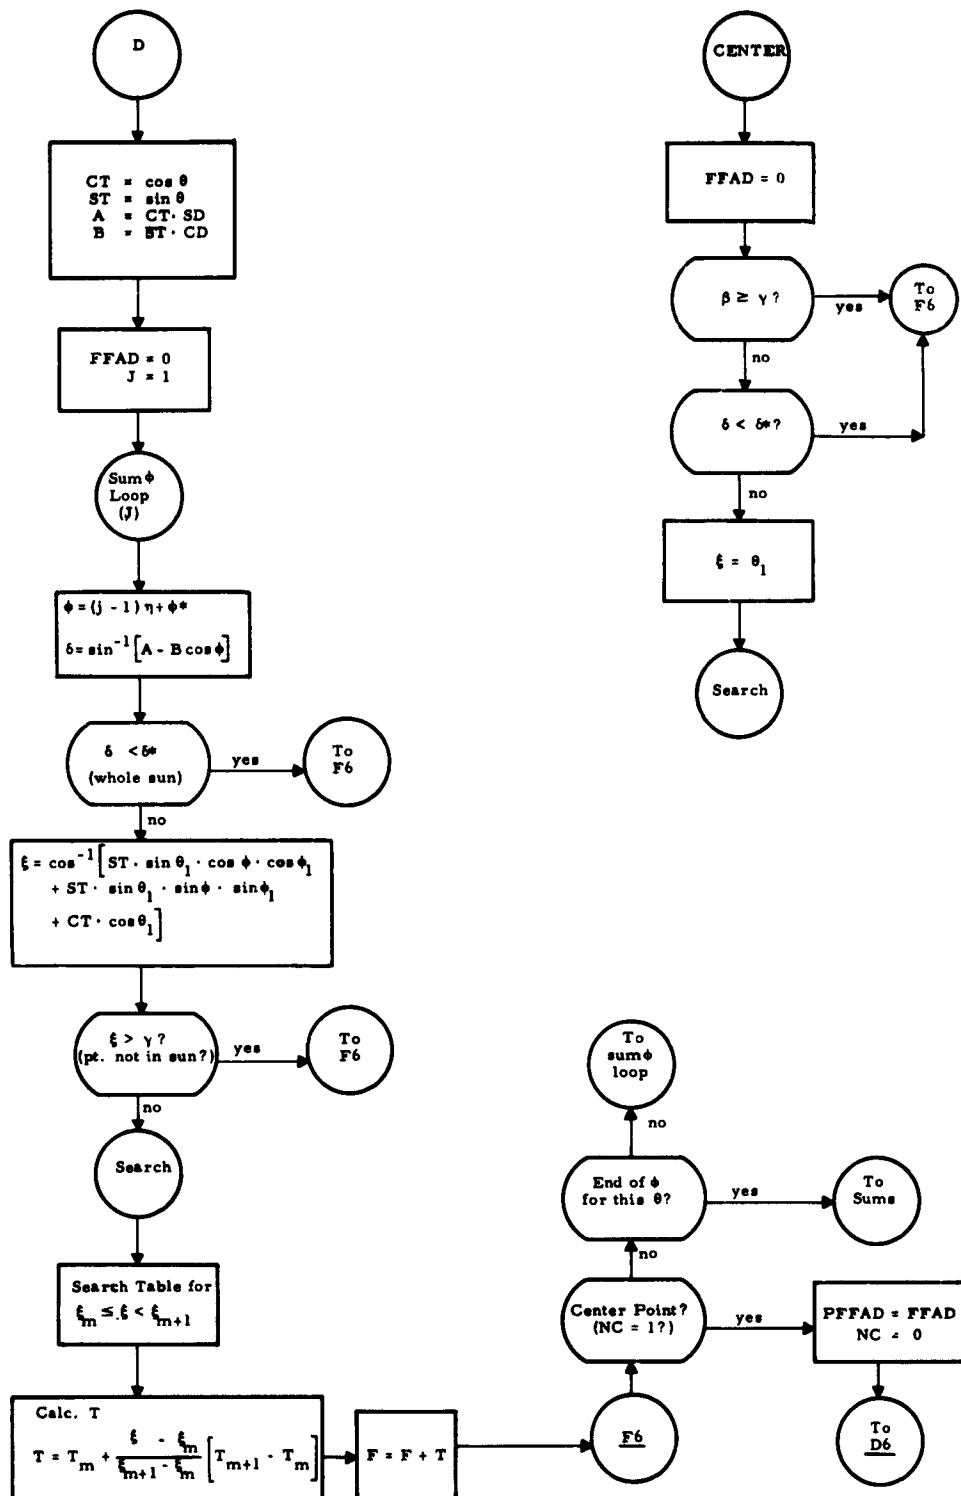 D
CT = cos θ
ST = sin θ
A = CT · SD
B = ST · CD
FFAD = 0
J = 1
Sum ϕ
Loop
(J)
ϕ = (j - 1) η + ϕ*
δ = sin⁻¹ [A - B cos ϕ]
δ < δ*
(whole sun)
yes
To
F6
no
ξ = cos⁻¹ [ST · sin θ₁ · cos ϕ · cos ϕ₁
+ ST · sin θ₁ · sin ϕ · sin ϕ₁
+ CT · cos θ₁]
ξ > γ ?
(pt. not in sun?)
yes
To
F6
no
Search
Search Table for
ξm ≤ ξ < ξm+1
Calc. T
T = Tm + (ξ - ξm)/(ξm+1 - ξm) [Tm+1 - Tm]
F = F + T
F6
Center Point?
(NC = 1?)
yes
PFFAD = FFAD
NC = 0
To
D6
no
End of ϕ
for this θ?
yes
To
Sums
no
To
sum ϕ
loop
CENTER
FFAD = 0
β ≥ γ ?
yes
To
F6
no
δ < δ* ?
yes
no
ξ = θ₁
Search